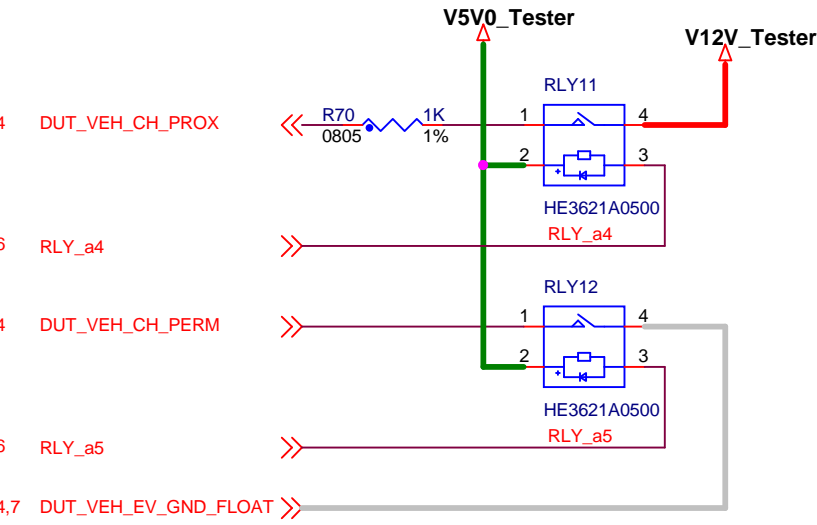 V5V0_Tester
V12V_Tester
RLY11
4 DUT_VEH_CH_PROX
R70 1K
0805 1%
1 4
2 3
+
HE3621A0500
RLY_a4
6 RLY_a4
RLY12
4 DUT_VEH_CH_PERM
1 4
2 3
+
HE3621A0500
RLY_a5
6 RLY_a5
4,7 DUT_VEH_EV_GND_FLOAT